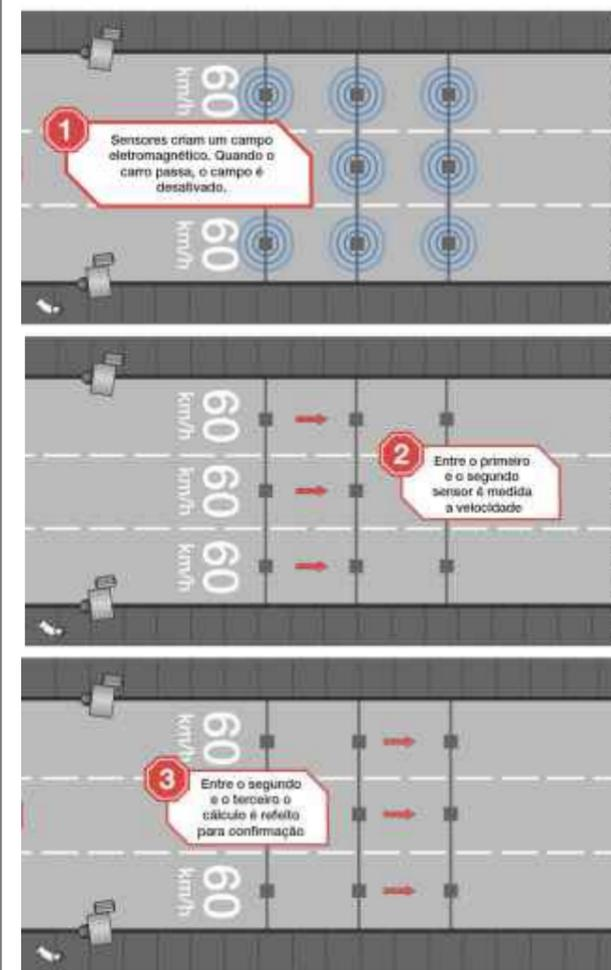 60
km/h
1
Sensores criam um campo
eletromagnético. Quando o
carro passa, o campo é
desativado.
60
km/h
60
km/h
60
km/h
2
Entre o primeiro
e o segundo
sensor é medida
a velocidade
60
km/h
60
km/h
3
Entre o segundo
e o terceiro o
cálculo é refeito
para confirmação
60
km/h